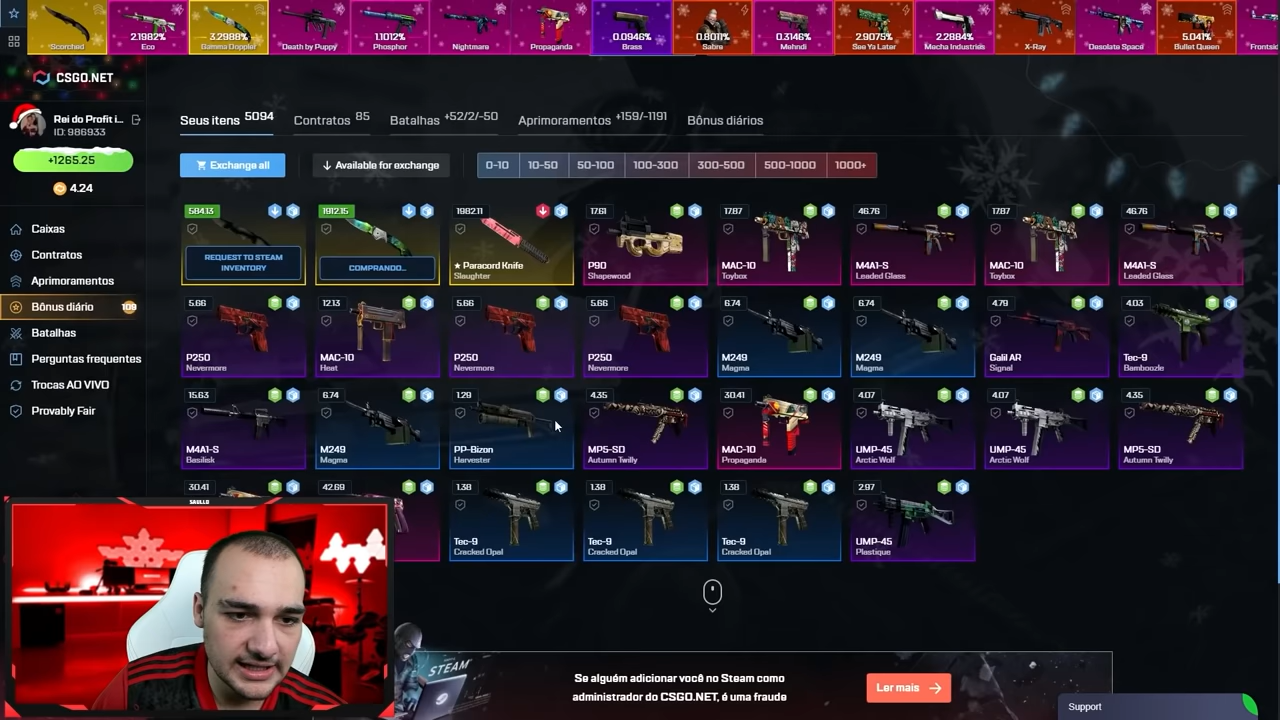 Scorched
2.1982%
Eco
3.2988%
Gamma Doppler
Death by Puppy
1.1012%
Phosphor
Nightmare
Propaganda
0.0946%
Brass
0.8011%
Sabre
0.3146%
Mehndi
2.9075%
See Ya Later
2.2884%
Mecha Industries
X-Ray
Desolate Space
5.041%
Bullet Queen
Frontsid
CSGO.NET
Rei do Profit i...
ID: 986933
+1265.25
4.24
Caixas
Contratos
Aprimoramentos
Bônus diário
Batalhas
Perguntas frequentes
Trocas AO VIVO
Provably Fair
Seus itens 5094
Contratos 85
Batalhas +52/2/-50
Aprimoramentos +159/-1191
Bônus diários
Exchange all
Available for exchange
0-10
10-50
50-100
100-300
300-500
500-1000
1000+
584.13
REQUEST TO STEAM
INVENTORY
1912.15
COMPRANDO...
1982.11
★ Paracord Knife
Slaughter
17.61
P90
Shapewood
17.87
MAC-10
Toybox
46.76
M4A1-S
Leaded Glass
17.87
MAC-10
Toybox
46.76
M4A1-S
Leaded Glass
5.66
P250
Nevermore
12.13
MAC-10
Heat
5.66
P250
Nevermore
5.66
P250
Nevermore
6.74
M249
Magma
6.74
M249
Magma
4.79
Galil AR
Signal
4.03
Tec-9
Bamboozle
15.63
M4A1-S
Basilisk
6.74
M249
Magma
1.29
PP-Bizon
Harvester
4.35
MP5-SD
Autumn Twilly
30.41
MAC-10
Propaganda
4.07
UMP-45
Arctic Wolf
4.07
UMP-45
Arctic Wolf
4.35
MP5-SD
Autumn Twilly
30.41
42.69
1.38
Tec-9
Cracked Opal
1.38
Tec-9
Cracked Opal
1.38
Tec-9
Cracked Opal
2.97
UMP-45
Plastique
SAULLO
STEAM
Se alguém adicionar você no Steam como
administrador do CSGO.NET, é uma fraude
Ler mais
Support